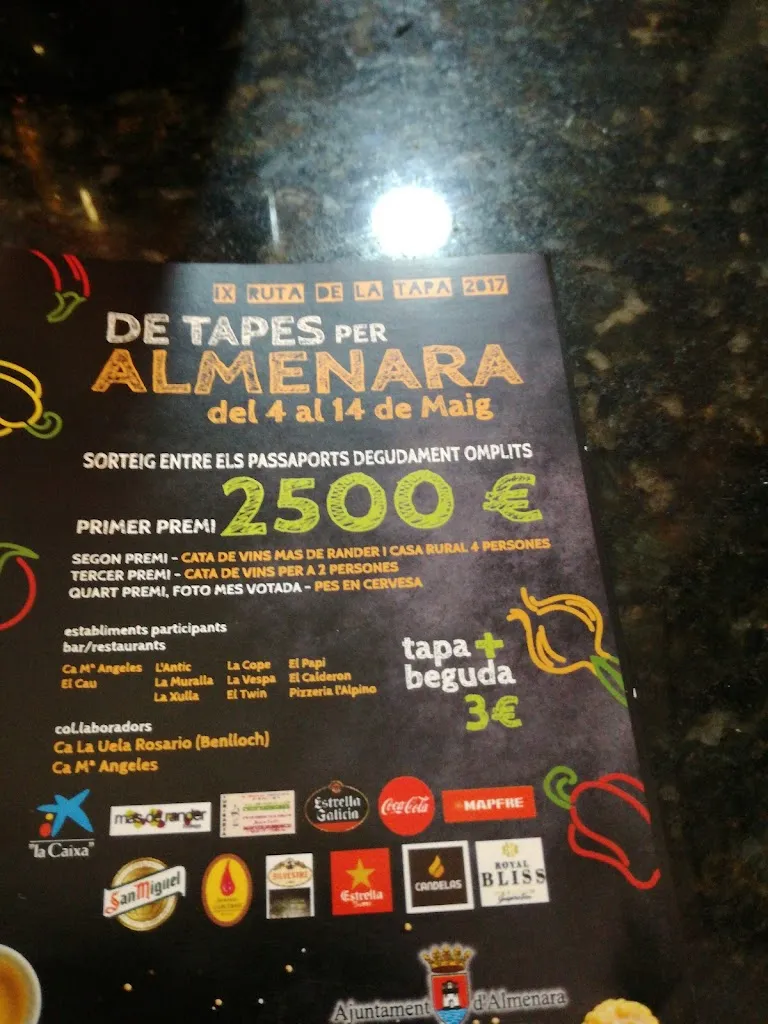 IX RUTA DE LA TAPA 2017
DE TAPES PER
ALMENARA
del 4 al 14 de Maig
SORTEIG ENTRE ELS PASSAPORTS DEGUDAMENT OMPLITS
PRIMER PREMI 2500 €
SEGON PREMI - CATA DE VINS MAS DE RANDER I CASA RURAL 4 PERSONES
TERCER PREMI - CATA DE VINS PER A 2 PERSONES
QUART PREMI, FOTO MES VOTADA - PES EN CERVESA
establiments participants
bar/restaurants
Ca Mª Angeles L'Antic La Cope El Papi
El Cau La Muralla La Vespa El Calderon
La Xulla El Twin Pizzeria l'Alpino
tapa +
beguda
3€
col.laboradors
Ca La Uela Rosario (Benlloch)
Ca Mª Angeles
"la Caixa"
mas de rander
Estrella Galicia
Coca-Cola
MAPFRE
San Miguel
SILVESTRE
Estrella
CANDELAS
ROYAL
BLISS
Ajuntament d'Almenara